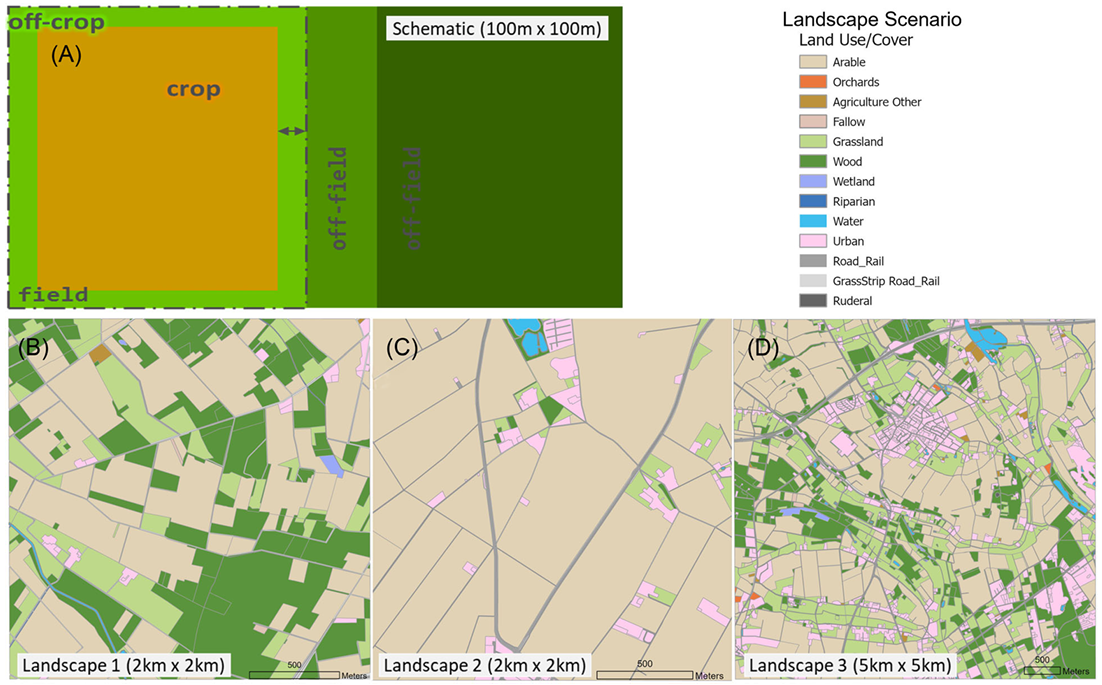 off-crop
(A)
Schematic (100m x 100m)
crop
off-field
off-field
field
Landscape Scenario
Land Use/Cover
Arable
Orchards
Agriculture Other
Fallow
Grassland
Wood
Wetland
Riparian
Water
Urban
Road_Rail
GrassStrip Road_Rail
Ruderal
(B)
Landscape 1 (2km x 2km)
500
Meters
(C)
Landscape 2 (2km x 2km)
500
Meters
(D)
Landscape 3 (5km x 5km)
500
Meters